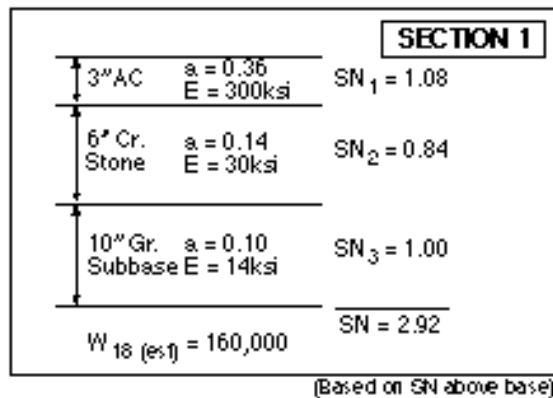 SECTION 1
3" AC a = 0.36 SN1 = 1.08
E = 300ksi
6" Cr. a = 0.14 SN2 = 0.84
Stone E = 30ksi
10" Gr. a = 0.10 SN3 = 1.00
Subbase E = 14ksi
SN = 2.92
W18 (est) = 160,000
(Based on SN above base)